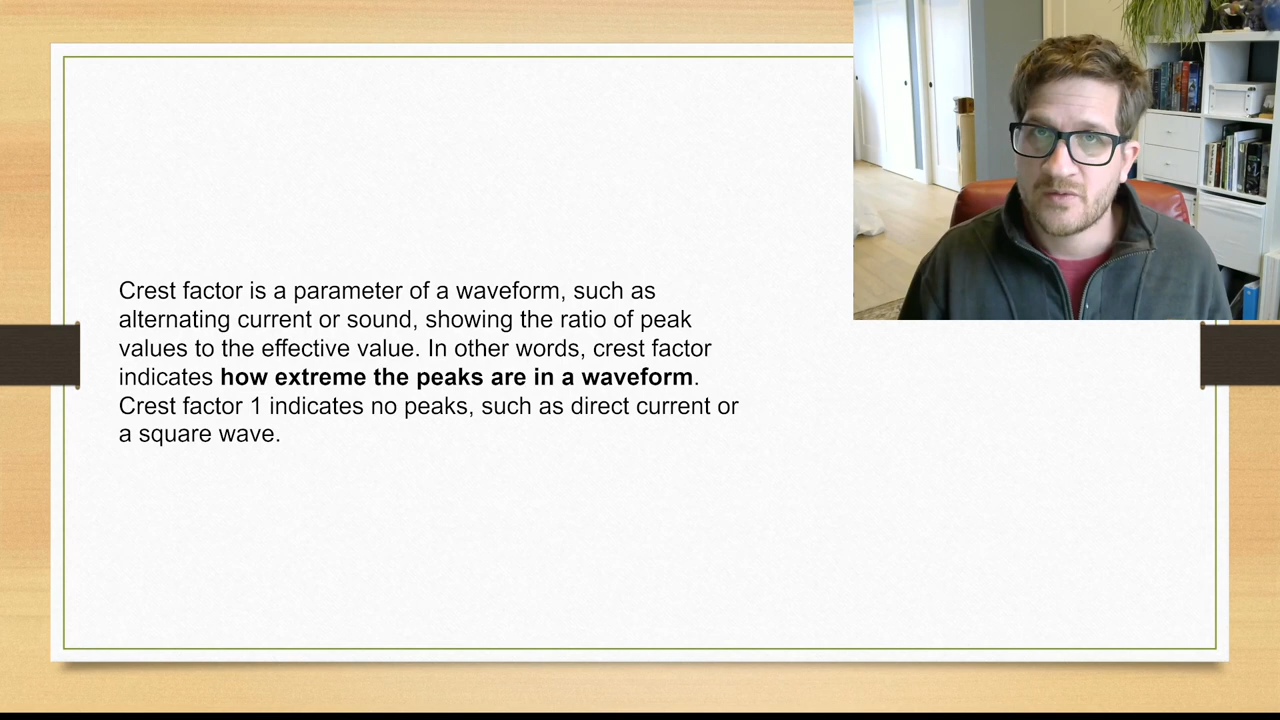 Crest factor is a parameter of a waveform, such as
alternating current or sound, showing the ratio of peak
values to the effective value. In other words, crest factor
indicates how extreme the peaks are in a waveform.
Crest factor 1 indicates no peaks, such as direct current or
a square wave.